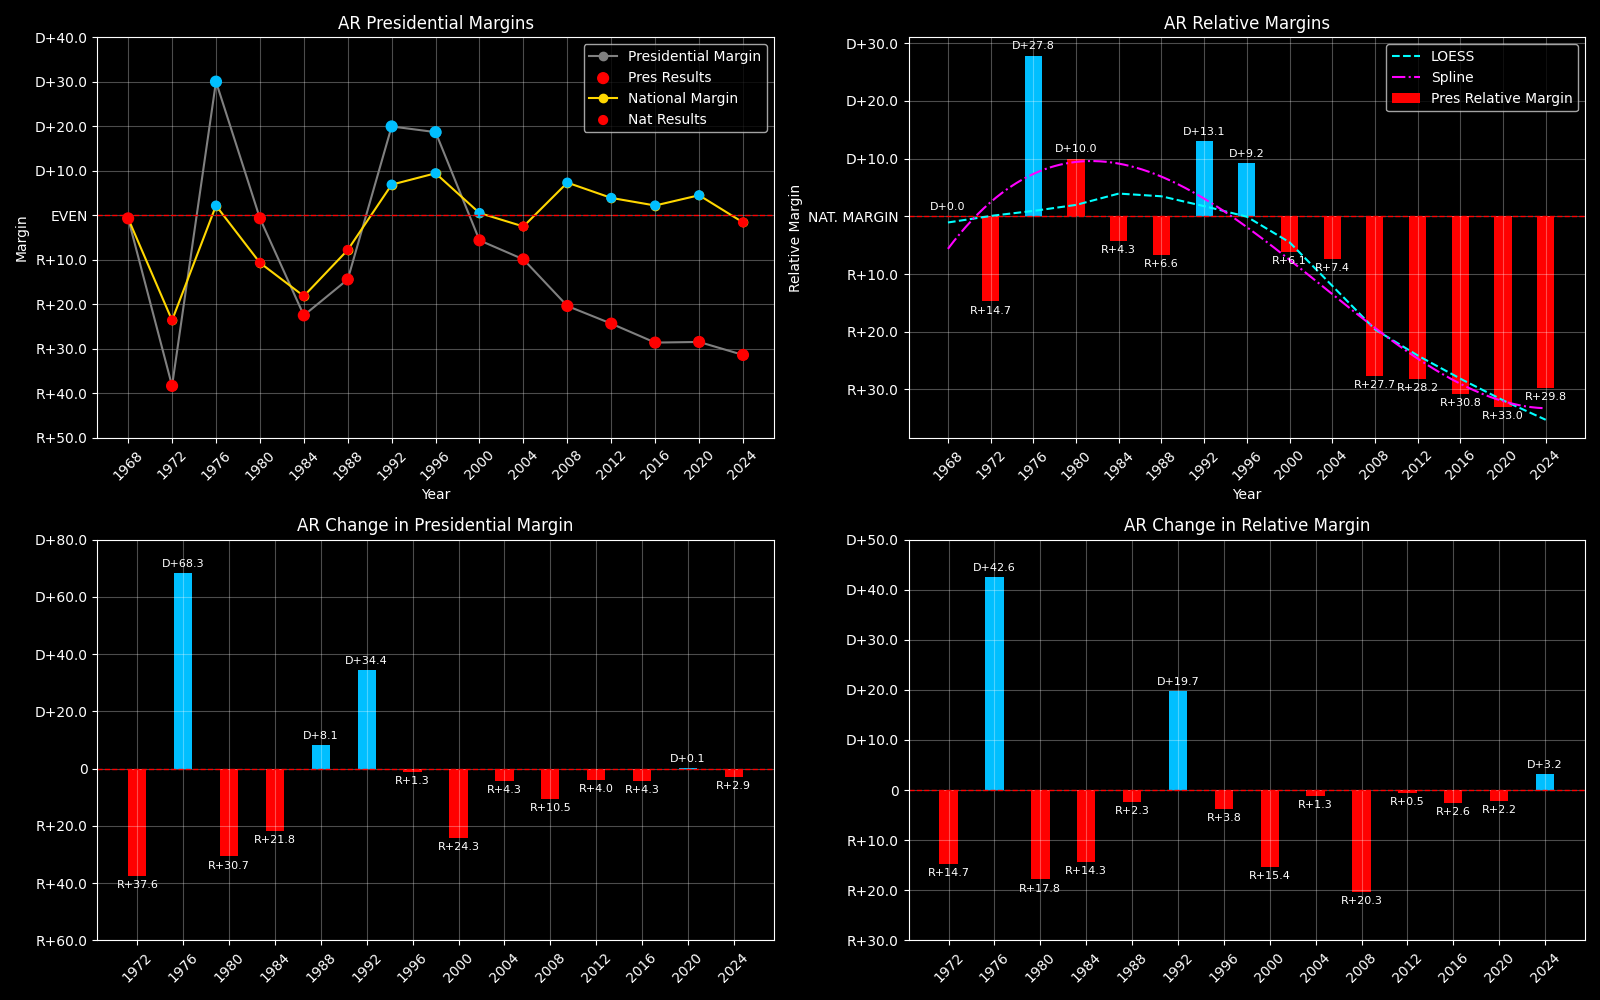 AR Presidential Margins
D+40.0
D+30.0
D+20.0
D+10.0
EVEN
R+10.0
R+20.0
R+30.0
R+40.0
R+50.0
Margin
Presidential Margin
Pres Results
National Margin
Nat Results
1968
1972
1976
1980
1984
1988
1992
1996
2000
2004
2008
2012
2016
2020
2024
Year
AR Relative Margins
D+30.0
D+20.0
D+10.0
NAT. MARGIN
R+10.0
R+20.0
R+30.0
Relative Margin
LOESS
Spline
Pres Relative Margin
D+0.0
R+14.7
D+27.8
D+10.0
R+4.3
R+6.6
D+13.1
D+9.2
R+6.1
R+7.4
R+27.7
R+28.2
R+30.8
R+33.0
R+29.8
1968
1972
1976
1980
1984
1988
1992
1996
2000
2004
2008
2012
2016
2020
2024
Year
AR Change in Presidential Margin
D+80.0
D+60.0
D+40.0
D+20.0
0
R+20.0
R+40.0
R+60.0
R+37.6
D+68.3
R+30.7
R+21.8
D+8.1
D+34.4
R+1.3
R+24.3
R+4.3
R+10.5
R+4.0
R+4.3
D+0.1
R+2.9
1972
1976
1980
1984
1988
1992
1996
2000
2004
2008
2012
2016
2020
2024
AR Change in Relative Margin
D+50.0
D+40.0
D+30.0
D+20.0
D+10.0
0
R+10.0
R+20.0
R+30.0
R+14.7
D+42.6
R+17.8
R+14.3
R+2.3
D+19.7
R+3.8
R+15.4
R+1.3
R+20.3
R+0.5
R+2.6
R+2.2
D+3.2
1972
1976
1980
1984
1988
1992
1996
2000
2004
2008
2012
2016
2020
2024